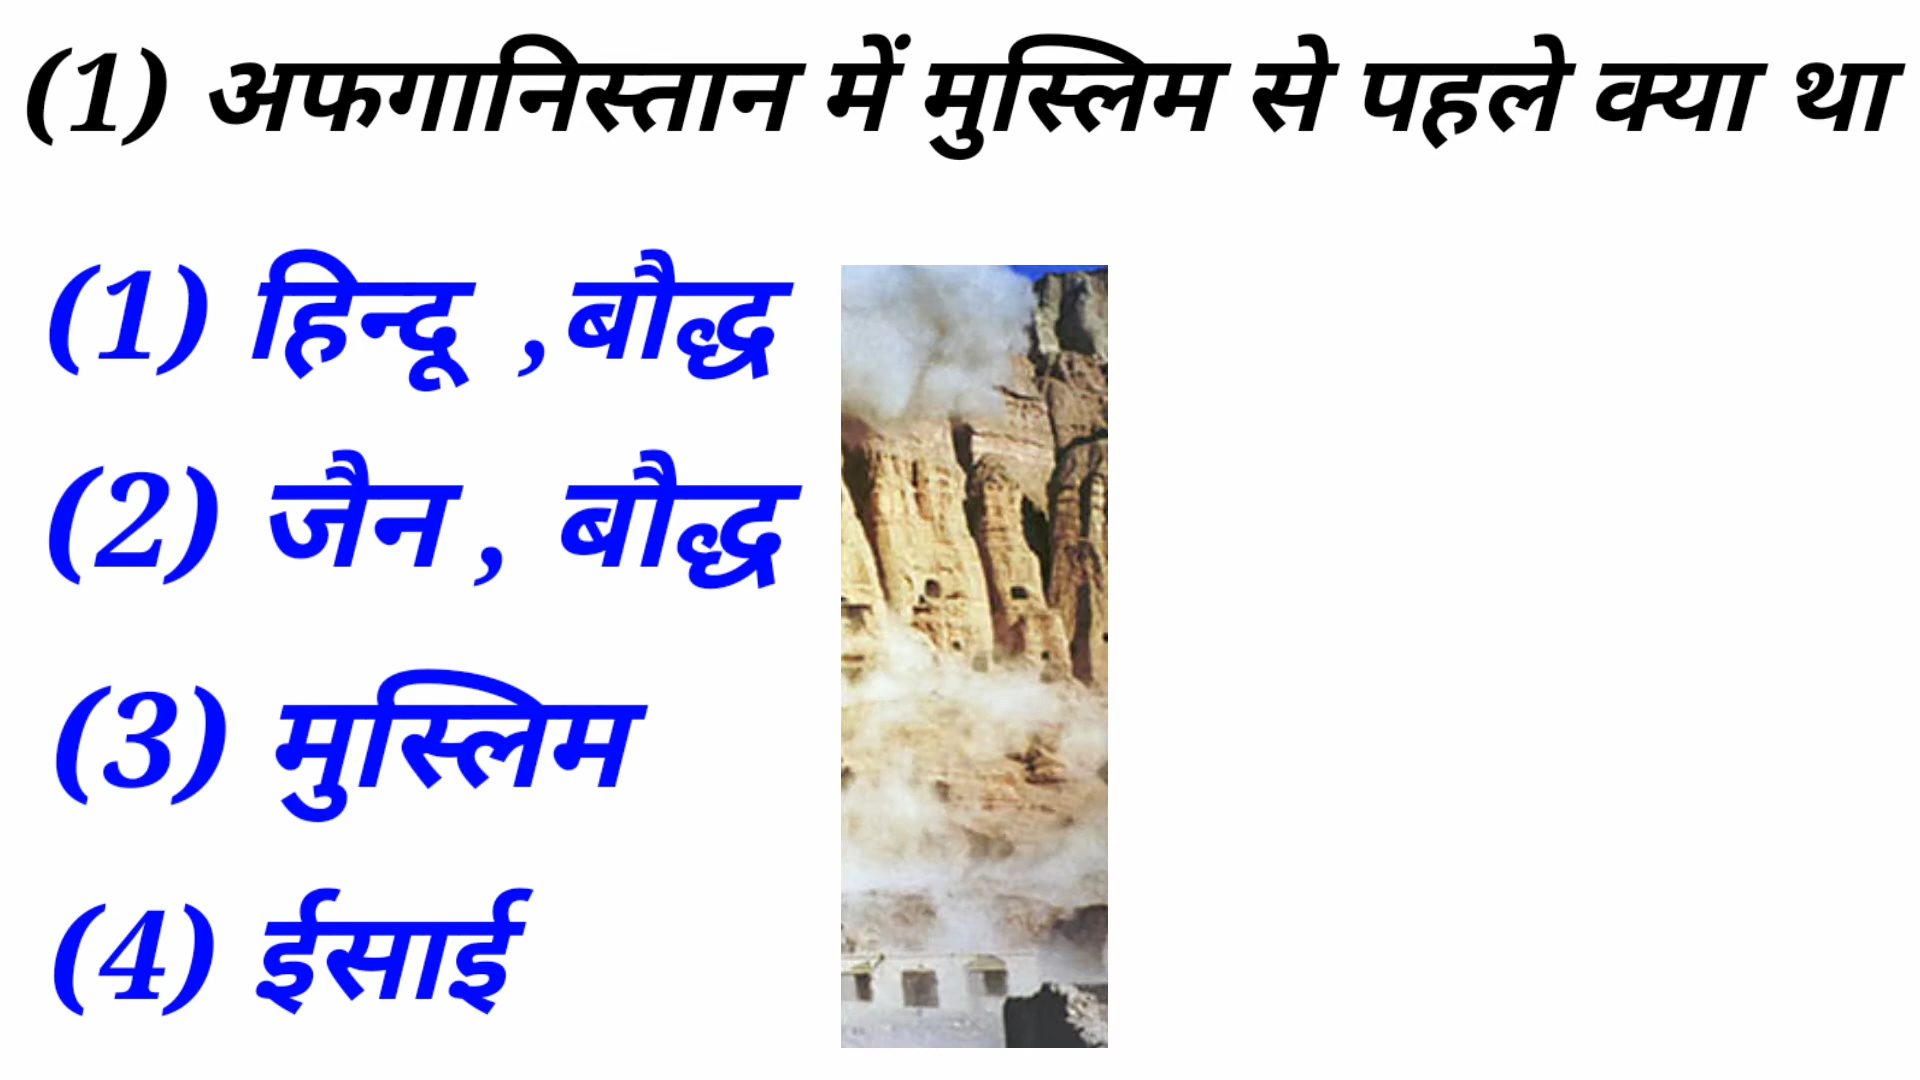 (1) अफगानिस्तान में मुस्लिम से पहले क्या था
(1) हिन्दू ,बौद्ध
(2) जैन , बौद्ध
(3) मुस्लिम
(4) ईसाई